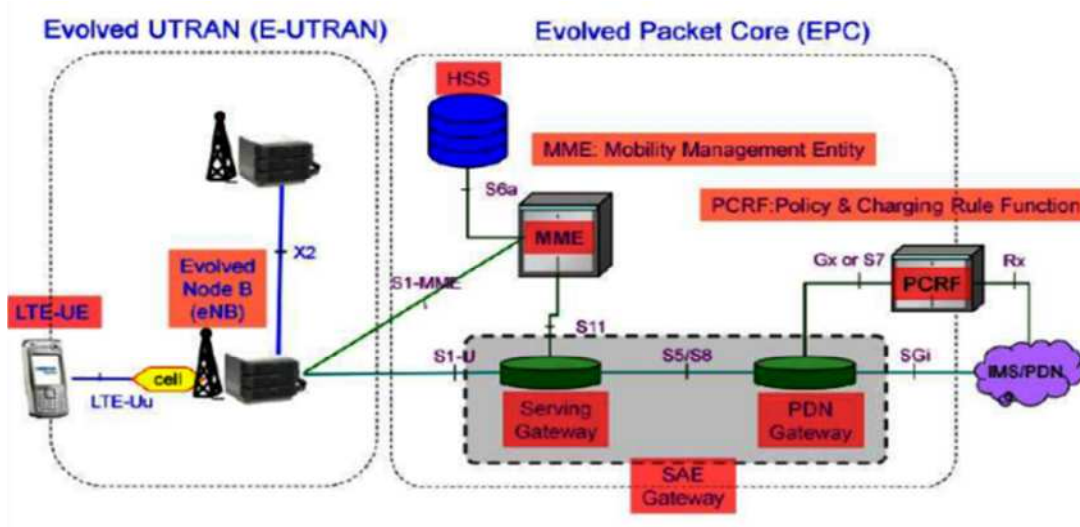 Evolved UTRAN (E-UTRAN)
Evolved Packet Core (EPC)
HSS
MME: Mobility Management Entity
S6a
PCRF:Policy & Charging Rule Function
MME
X2
Evolved
Node B
(eNB)
Gx or S7
PCRF
Rx
S1-MME
LTE-UE
S11
S1-U
S5/S8
SGi
cell
IMS/PDN
LTE-Uu
Serving
Gateway
PDN
Gateway
SAE
Gateway